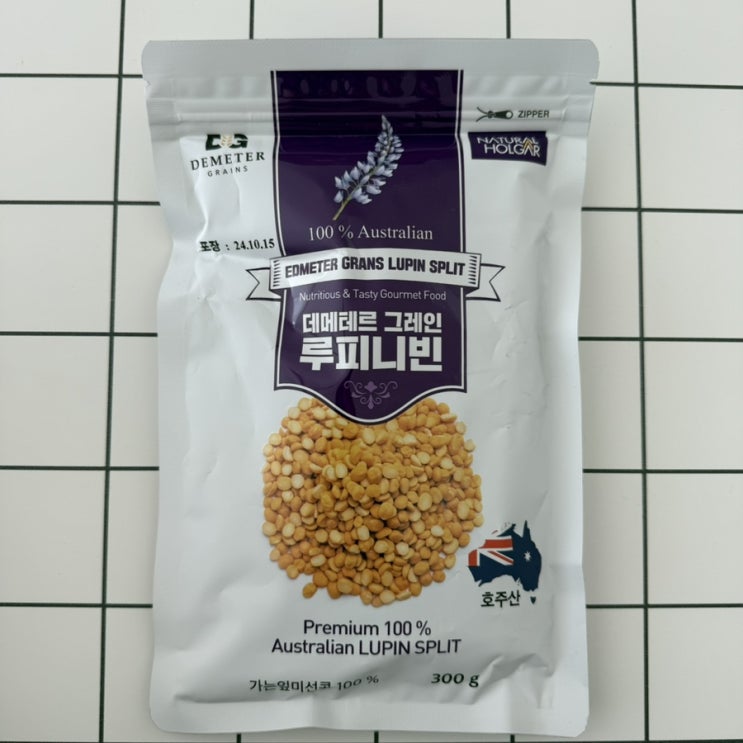 ZIPPER
D&G
DEMETER
GRAINS
NATURAL
HOLGAR
100 % Australian
포장 : 24.10.15
EDMETER GRANS LUPIN SPLIT
Nutritious & Tasty Gourmet Food
데메테르 그레인
루피니빈
호주산
Premium 100 %
Australian LUPIN SPLIT
가는잎미선콩 100 %
300 g